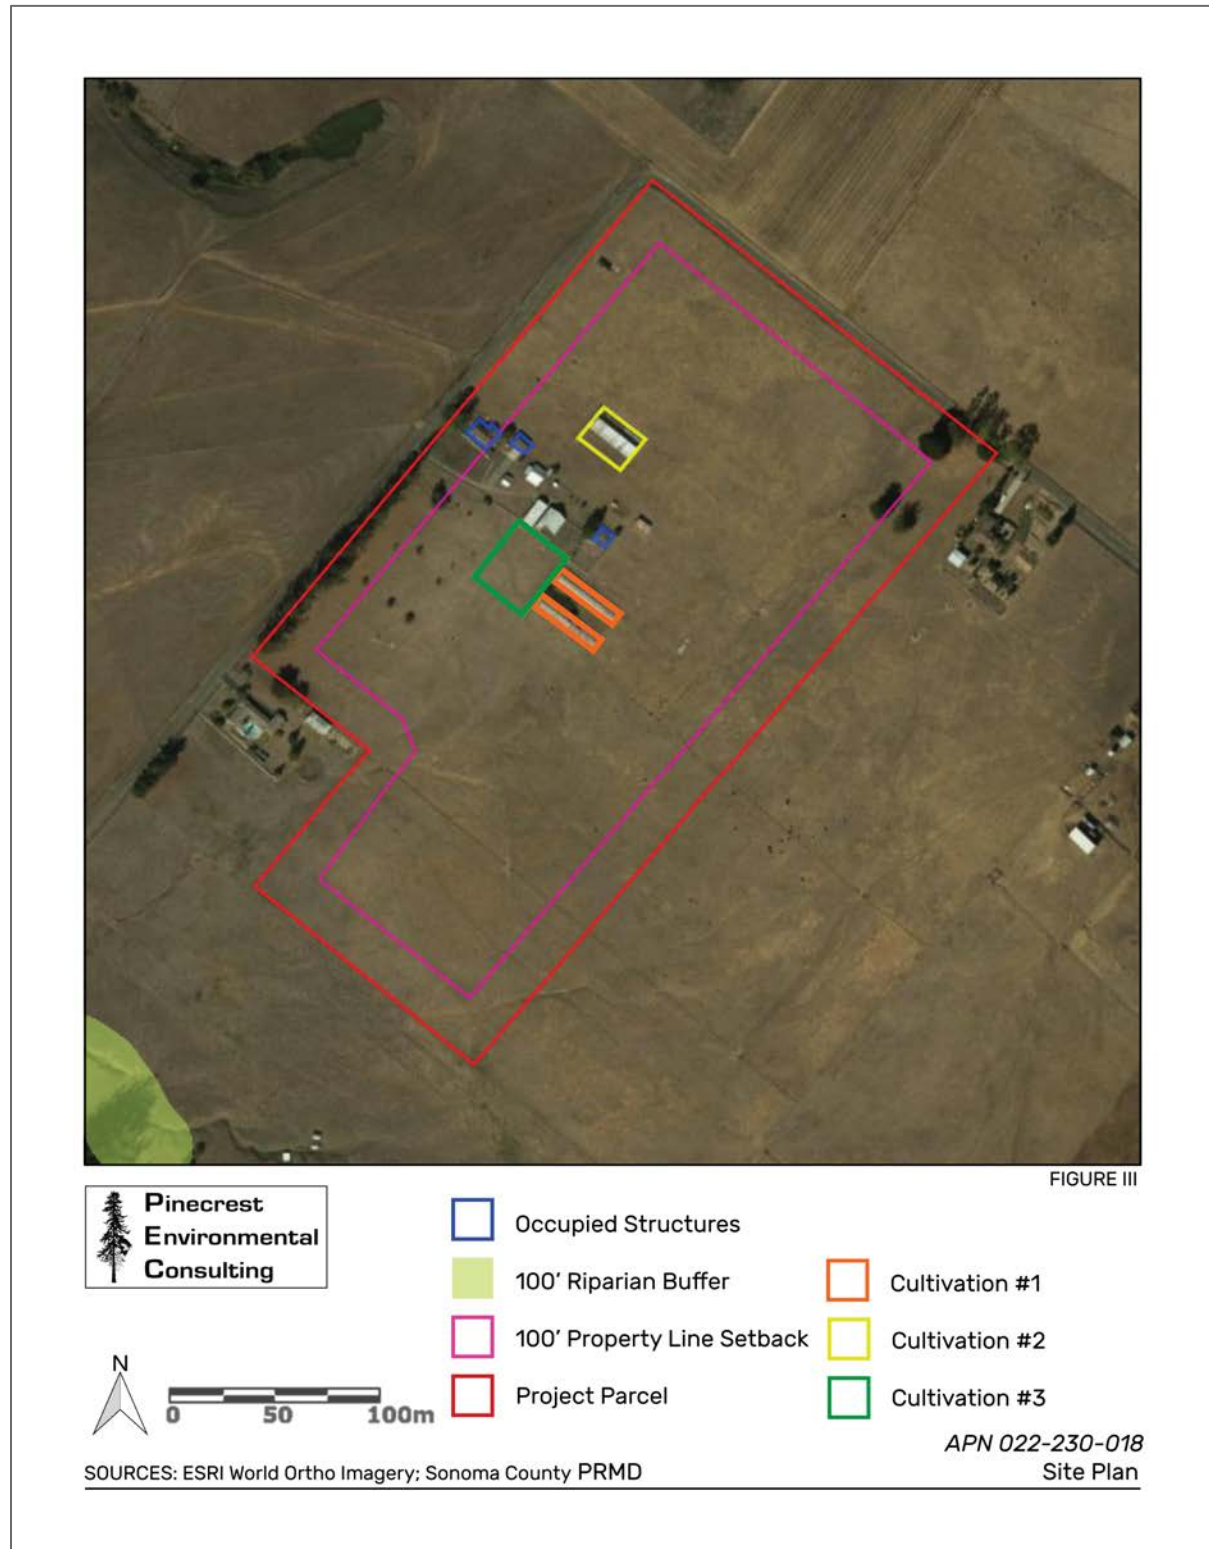 FIGURE III
Pinecrest
Environmental
Consulting
Occupied Structures
100' Riparian Buffer
100' Property Line Setback
Project Parcel
Cultivation #1
Cultivation #2
Cultivation #3
N
0 50 100m
APN 022-230-018
SOURCES: ESRI World Ortho Imagery; Sonoma County PRMD
Site Plan